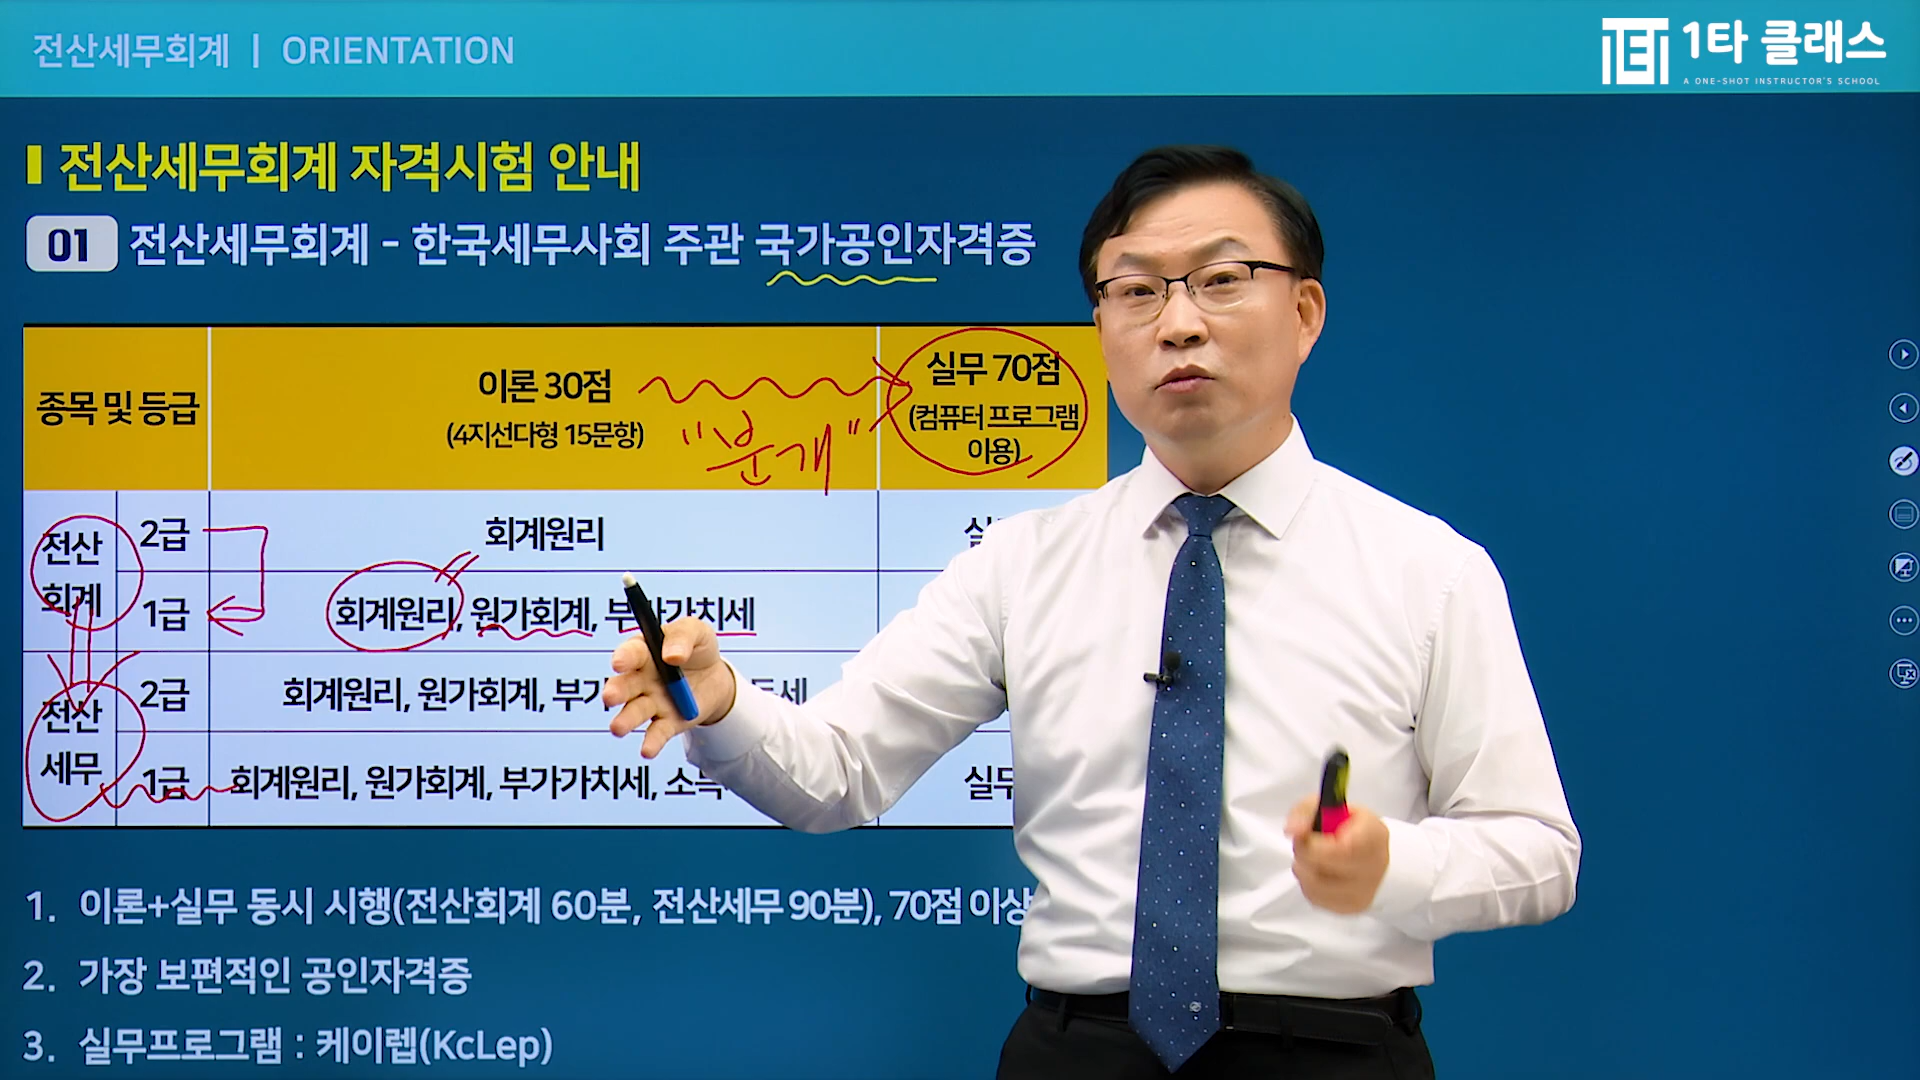 전산세무회계 | ORIENTATION
1타 클래스
A ONE-SHOT INSTRUCTOR'S SCHOOL
전산세무회계 자격시험 안내
01 전산세무회계 - 한국세무사회 주관 국가공인자격증
종목 및 등급
이론 30점
(4지선다형 15문항)
"분개"
실무 70점
(컴퓨터 프로그램
이용)
전산
회계
2급
회계원리
1급
회계원리, 원가회계, 부가가치세
전산
세무
2급
회계원리, 원가회계,
1급
회계원리, 원가회계, 부가가치세,
실무
1. 이론+실무 동시 시행(전산회계 60분, 전산세무 90분), 70점 이상
2. 가장 보편적인 공인자격증
3. 실무프로그램 : 케이렙(KcLep)